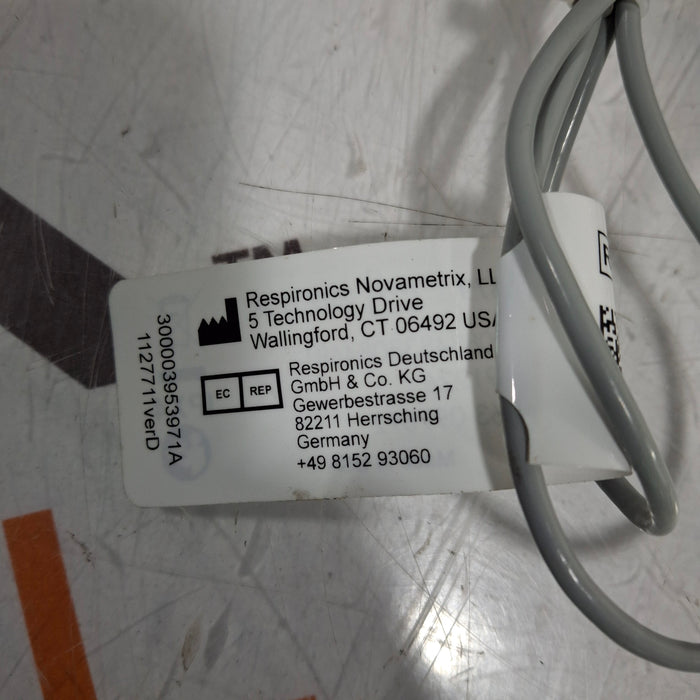 TM
Respironics Novametrix, LL
5 Technology Drive
Wallingford, CT 06492 USA
EC REP
Respironics Deutschland
GmbH & Co. KG
Gewerbestrasse 17
82211 Herrsching
Germany
+49 8152 93060
300003953971A
1127711verD
R